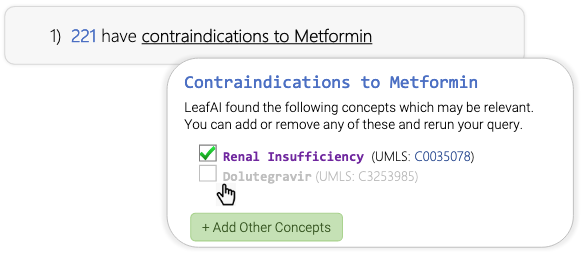 1) 221 have contraindications to Metformin
Contraindications to Metformin
LeafAI found the following concepts which may be relevant.
You can add or remove any of these and rerun your query.
Renal Insufficiency (UMLS: C0035078)
Dolutegravir (UMLS: C3253985)
+ Add Other Concepts